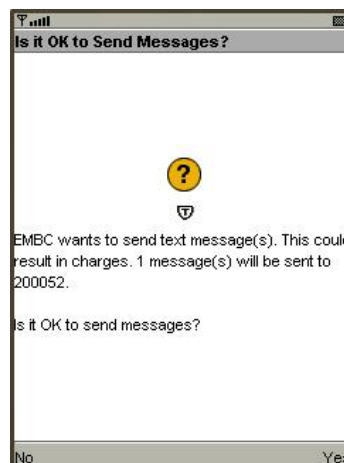 Is it OK to Send Messages?
?
T
EMBC wants to send text message(s). This coul
result in charges. 1 message(s) will be sent to
200052.
Is it OK to send messages?
No
Yes